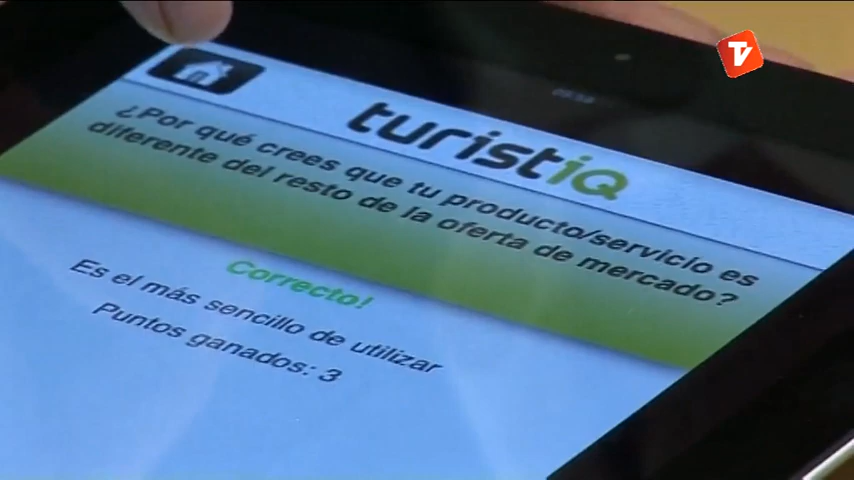 TV
turistiQ
¿Por qué crees que tu producto/servicio es
diferente del resto de la oferta de mercado?
Correcto!
Es el más sencillo de utilizar
Puntos ganados: 3